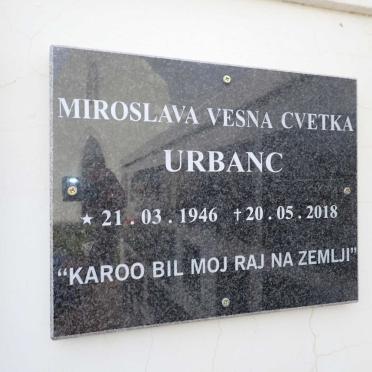 MIROSLAVA VESNA CVETKA
URBANC
★ 21 . 03 . 1946 † 20 . 05 . 2018
“KAROO BIL MOJ RAJ NA ZEMLJI”